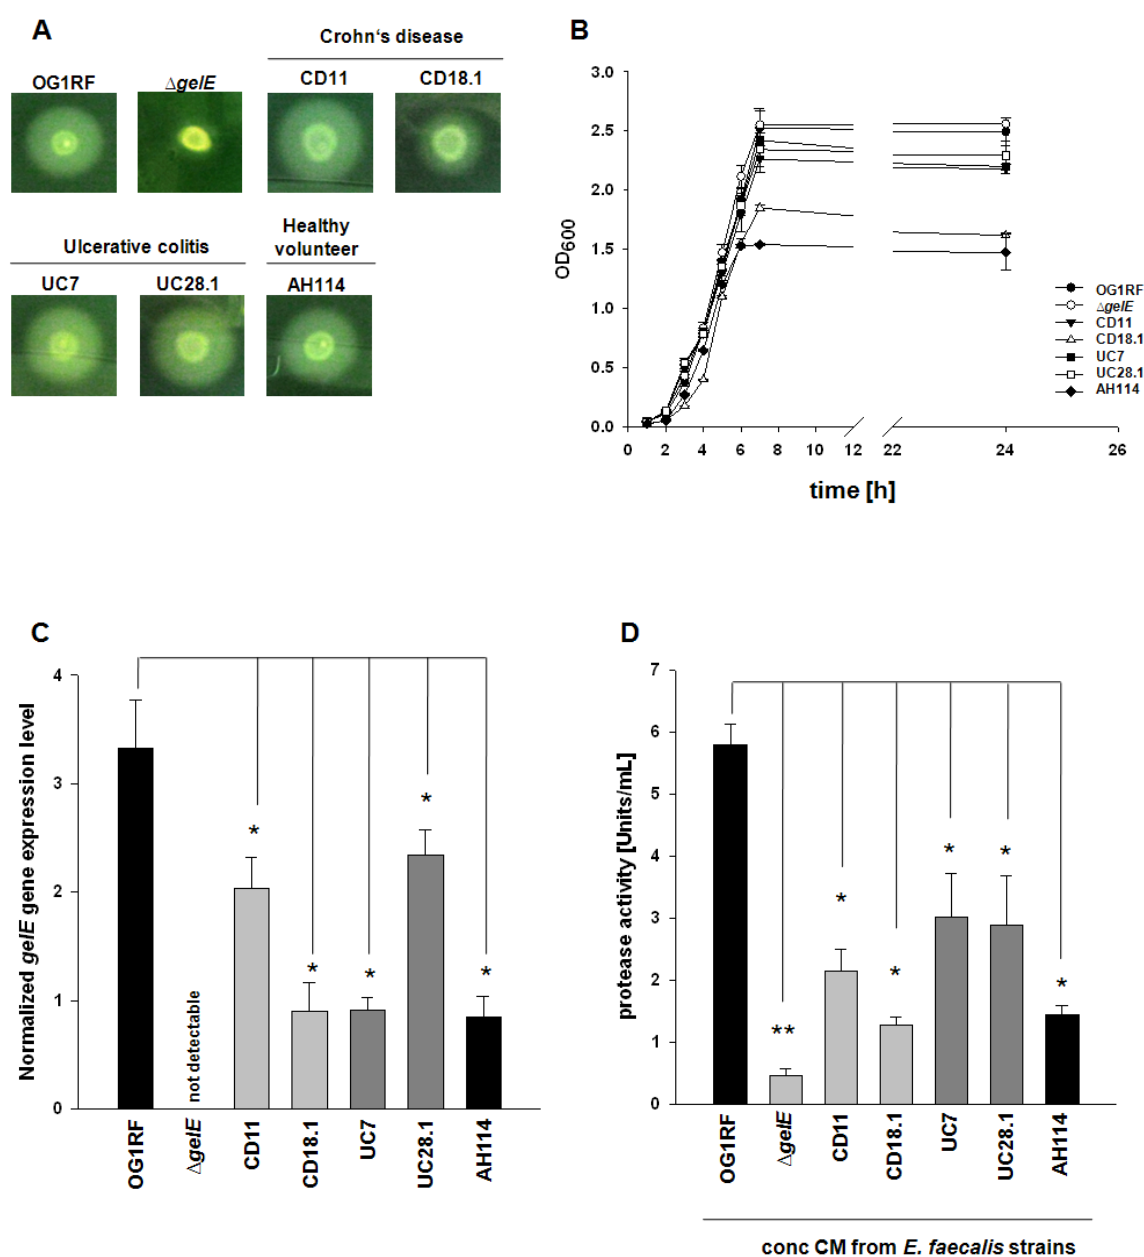 A
Crohn's disease
OG1RF
ΔgelE
CD11
CD18.1
Ulcerative colitis
Healthy
volunteer
UC7
UC28.1
AH114
B
OD600
3.0
2.5
2.0
1.5
1.0
0.5
0.0
0 2 4 6 8 10 12 22 24 26
time [h]
OG1RF
ΔgelE
CD11
CD18.1
UC7
UC28.1
AH114
C
Normalized gelE gene expression level
4
3
2
1
0
* * * * *
not detectable
OG1RF
ΔgelE
CD11
CD18.1
UC7
UC28.1
AH114
D
protease activity [Units/mL]
7
6
5
4
3
2
1
0
** * * * * *
OG1RF
ΔgelE
CD11
CD18.1
UC7
UC28.1
AH114
conc CM from E. faecalis strains